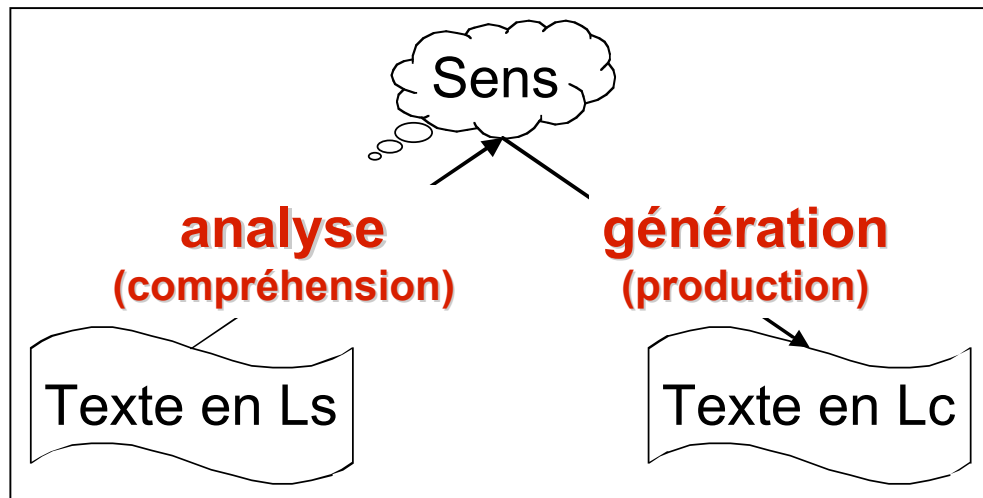 Sens
analyse
(compréhension)
génération
(production)
Texte en Ls
Texte en Lc